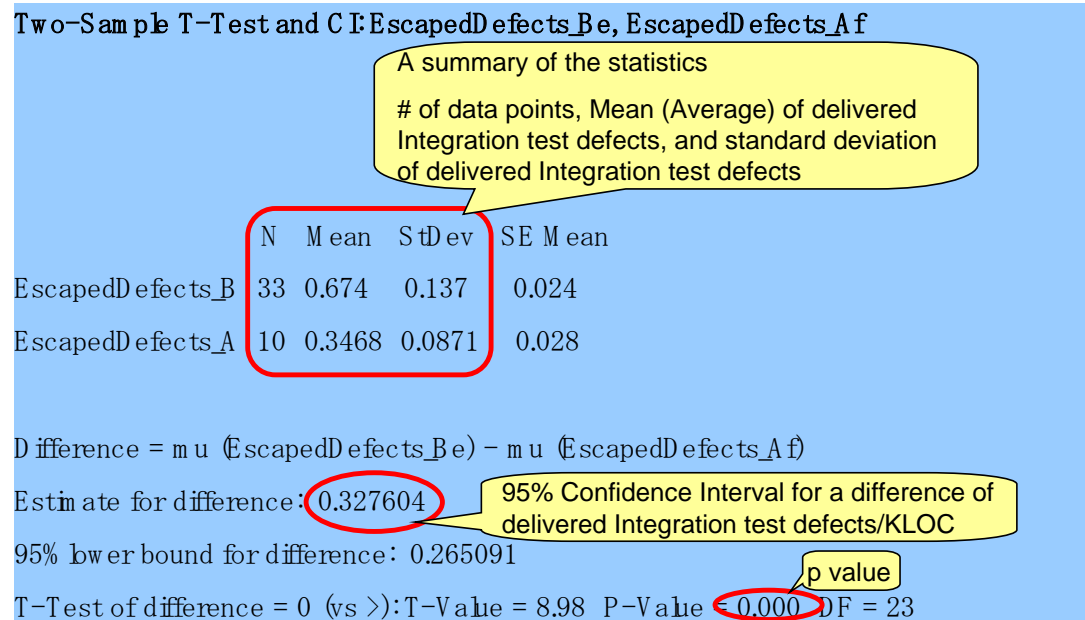 Two-Sample T-Test and CI: EscapedDefects_Be, EscapedDefects_Af
A summary of the statistics
# of data points, Mean (Average) of delivered
Integration test defects, and standard deviation
of delivered Integration test defects
N Mean StDev SE Mean
EscapedDefects_B 33 0.674 0.137 0.024
EscapedDefects_A 10 0.3468 0.0871 0.028
Difference = mu (EscapedDefects_Be) - mu (EscapedDefects_Af)
Estimate for difference: 0.327604
95% Confidence Interval for a difference of
delivered Integration test defects/KLOC
95% lower bound for difference: 0.265091
p value
T-Test of difference = 0 (vs >): T-Value = 8.98 P-Value = 0.000 DF = 23